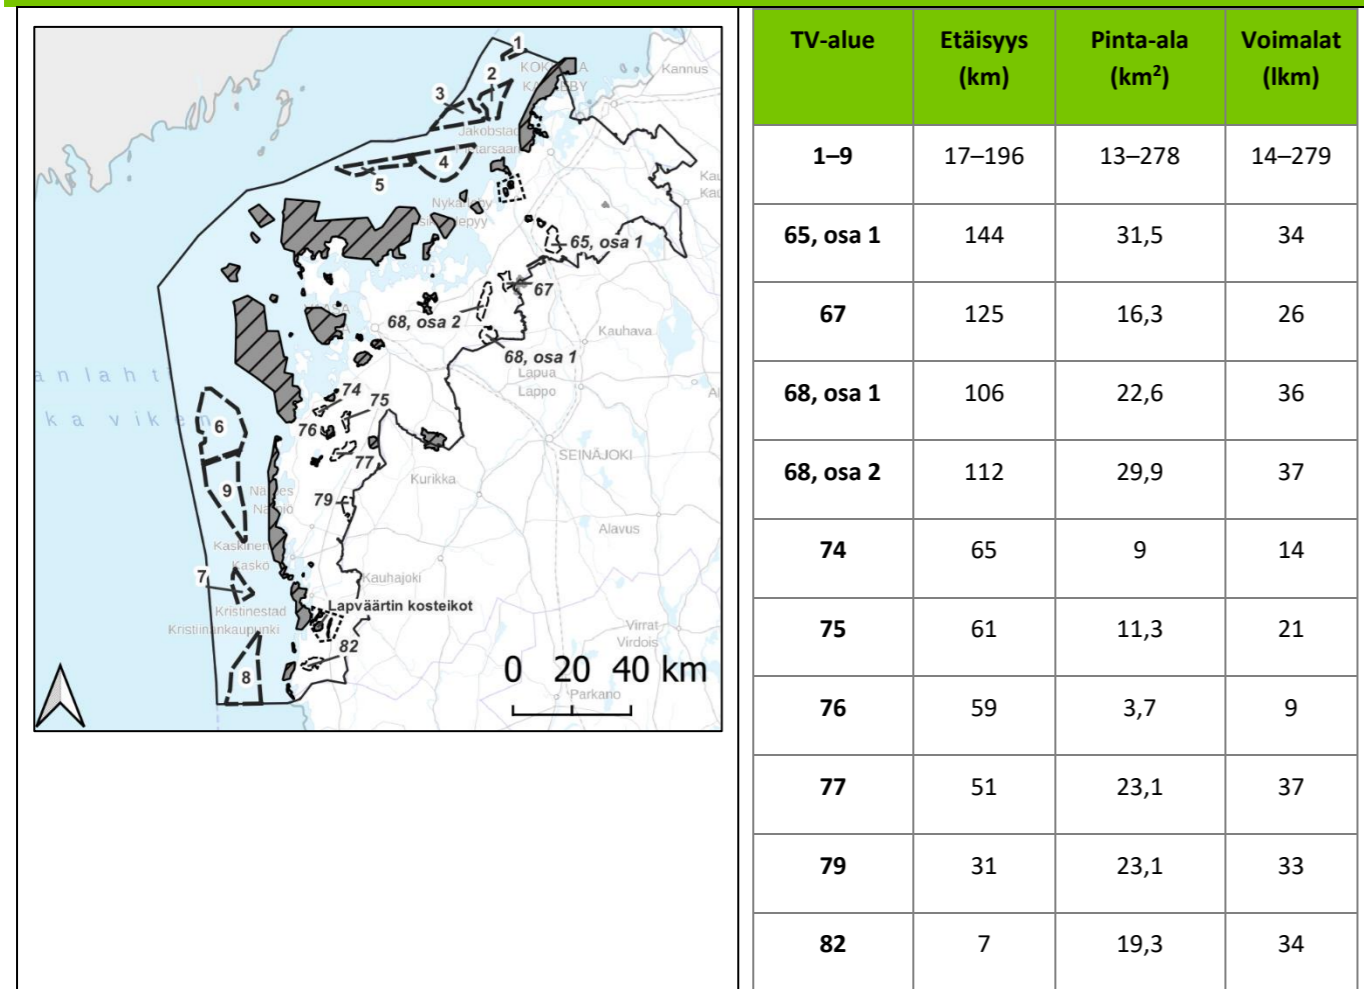 1
KOK LA
2
K BY
Kannus
3
Jakobstad
4
5
Nykarleby
65, osa 1
67
68, osa 2
Kauhava
68, osa 1
Lapua
Lappo
anlahti
74
75
ka viken
6
76
SEINÄJOKI
77
Kurikka
9
79
Kaskinen
Kaskö
Alavus
7
Kauhajoki
Lapväärtin kosteikot
Kristinestad
Kristiinankaupunki
Virrat
Virdois
82
8
0 20 40 km
Parkano
TV-alue Etäisyys (km) Pinta-ala (km²) Voimalat (lkm)
1–9 17–196 13–278 14–279
65, osa 1 144 31,5 34
67 125 16,3 26
68, osa 1 106 22,6 36
68, osa 2 112 29,9 37
74 65 9 14
75 61 11,3 21
76 59 3,7 9
77 51 23,1 37
79 31 23,1 33
82 7 19,3 34